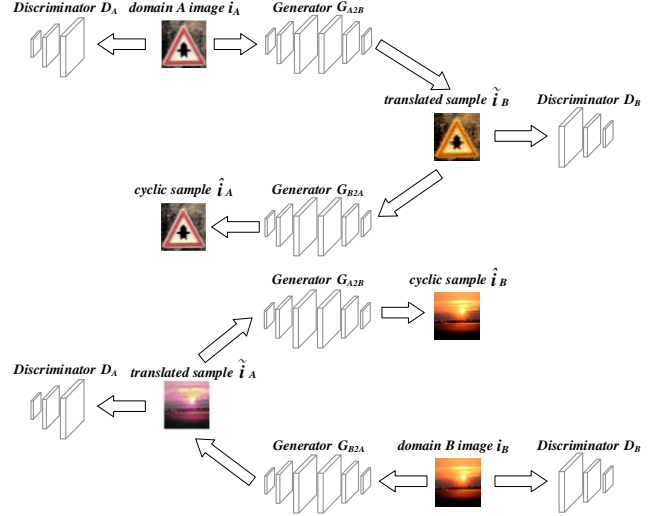 Discriminator D_A domain A image i_A Generator G_A2B
translated sample ĩ_B Discriminator D_B
cyclic sample î_A Generator G_B2A
Generator G_A2B cyclic sample î_B
Discriminator D_A translated sample ĩ_A
Generator G_B2A domain B image i_B Discriminator D_B